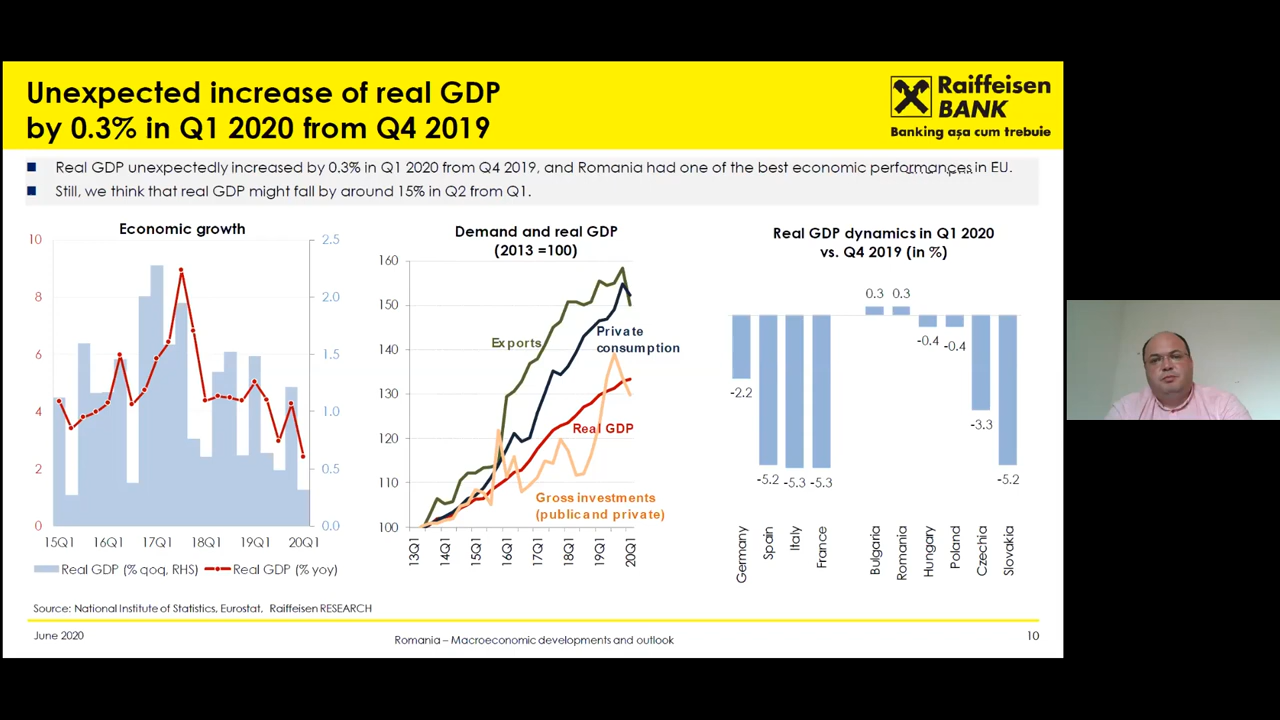 Unexpected increase of real GDP
by 0.3% in Q1 2020 from Q4 2019
Raiffeisen
BANK
Banking așa cum trebuie
Real GDP unexpectedly increased by 0.3% in Q1 2020 from Q4 2019, and Romania had one of the best economic performances in EU.
Still, we think that real GDP might fall by around 15% in Q2 from Q1.
Economic growth
10
8
6
4
2
0
2.5
2.0
1.5
1.0
0.5
0.0
15Q1 16Q1 17Q1 18Q1 19Q1 20Q1
Real GDP (% qoq, RHS) Real GDP (% yoy)
Demand and real GDP
(2013 =100)
160
150
140
130
120
110
100
Exports
Private
consumption
Real GDP
Gross investments
(public and private)
13Q1 14Q1 15Q1 16Q1 17Q1 18Q1 19Q1 20Q1
Real GDP dynamics in Q1 2020
vs. Q4 2019 (in %)
-2.2 -5.2 -5.3 -5.3 0.3 0.3 -0.4 -0.4 -3.3 -5.2
Germany Spain Italy France Bulgaria Romania Hungary Poland Czechia Slovakia
Source: National Institute of Statistics, Eurostat, Raiffeisen RESEARCH
June 2020
Romania – Macroeconomic developments and outlook
10